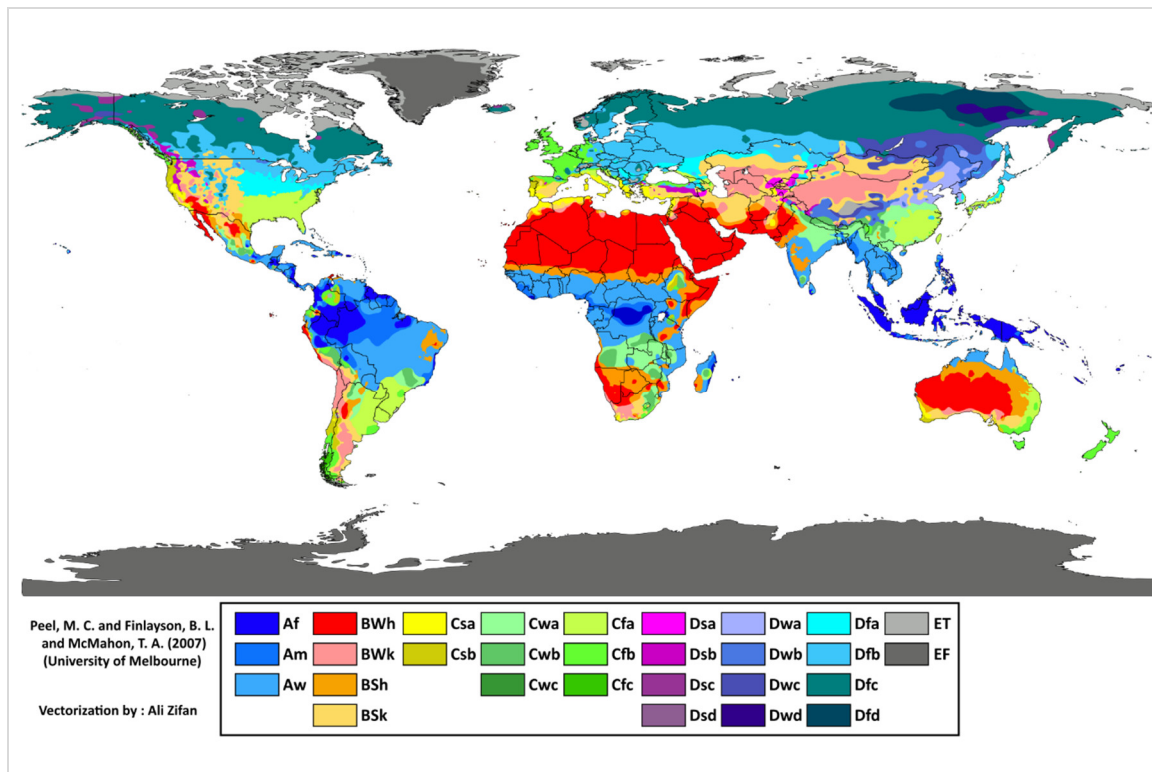 Peel, M. C. and Finlayson, B. L.
and McMahon, T. A. (2007)
(University of Melbourne)
Vectorization by : Ali Zifan
Af BWh Csa Cwa Cfa Dsa Dwa Dfa ET
Am BWk Csb Cwb Cfb Dsb Dwb Dfb EF
Aw BSh Cwc Cfc Dsc Dwc Dfc
BSk Dsd Dwd Dfd